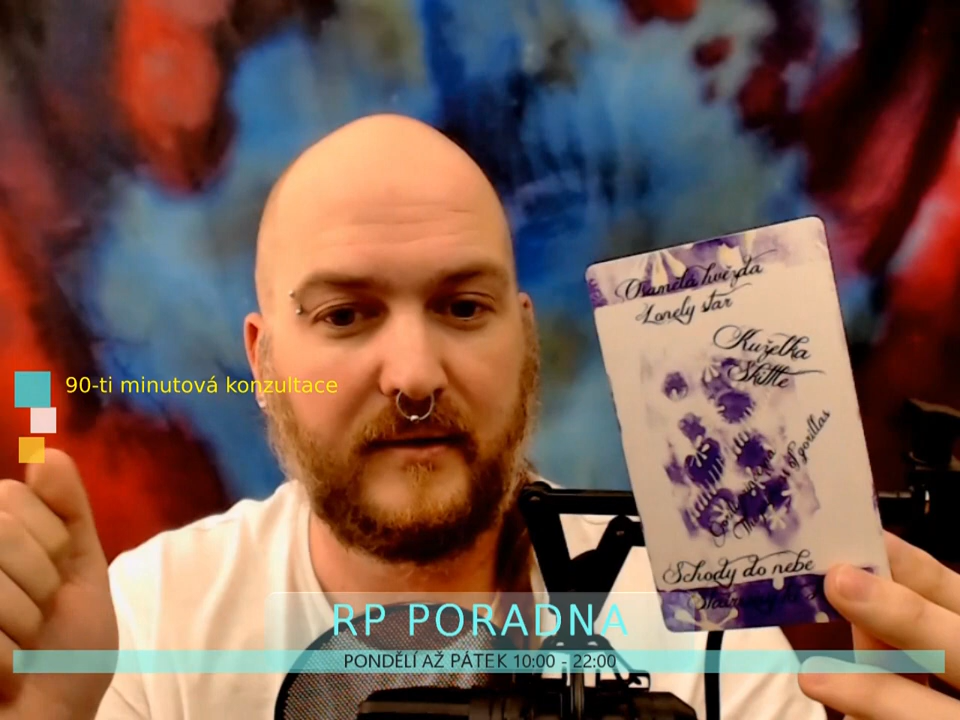 Osamělá hvězda
Lonely star
Kuželka
Skittle
90-ti minutová konzultace
gorillas
Schody do nebe
RP PORADNA
PONDĚLÍ AŽ PÁTEK 10:00 - 22:00